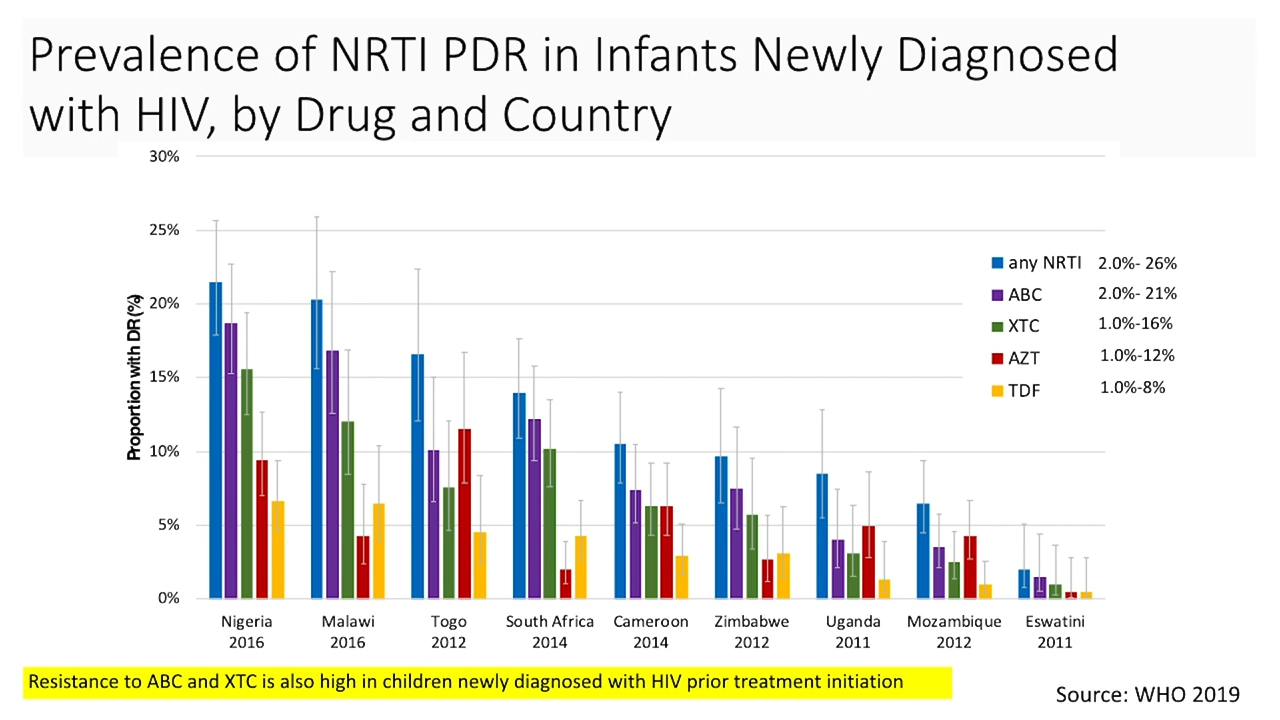 Prevalence of NRTI PDR in Infants Newly Diagnosed
with HIV, by Drug and Country
30%
25%
20%
15%
10%
5%
0%
Proportion with DR (%)
any NRTI 2.0%- 26%
ABC 2.0%- 21%
XTC 1.0%-16%
AZT 1.0%-12%
TDF 1.0%-8%
Nigeria Malawi Togo South Africa Cameroon Zimbabwe Uganda Mozambique Eswatini
2016 2016 2012 2014 2014 2012 2011 2012 2011
Resistance to ABC and XTC is also high in children newly diagnosed with HIV prior treatment initiation
Source: WHO 2019